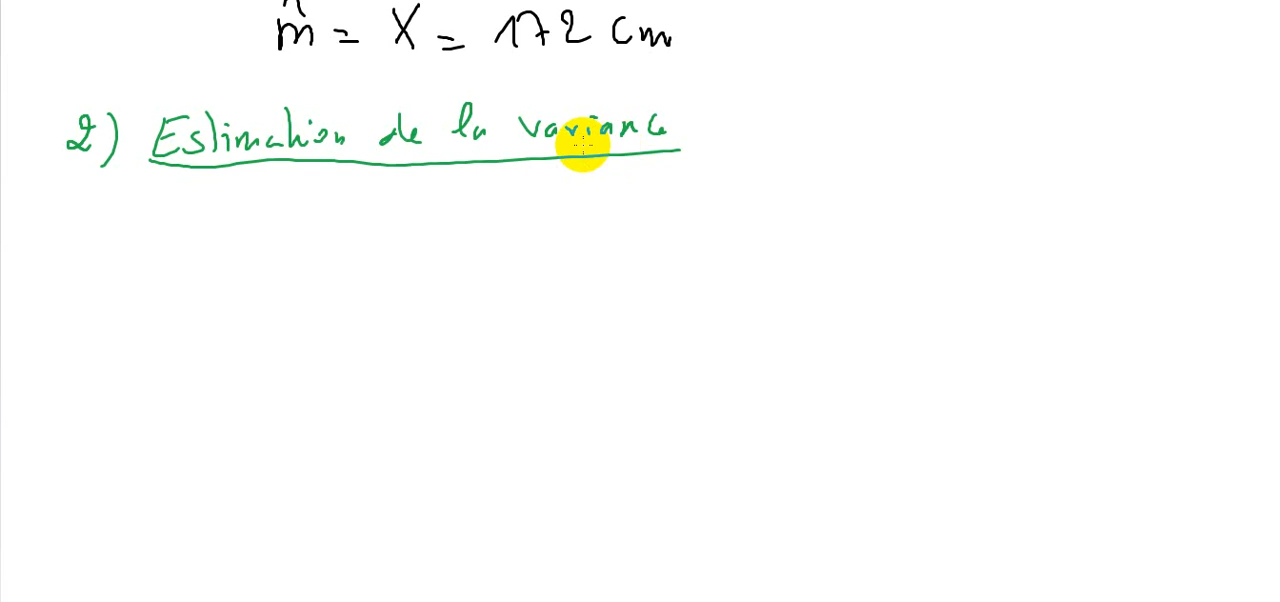 m̂ = X = 172 cm
2) Estimation de la variance